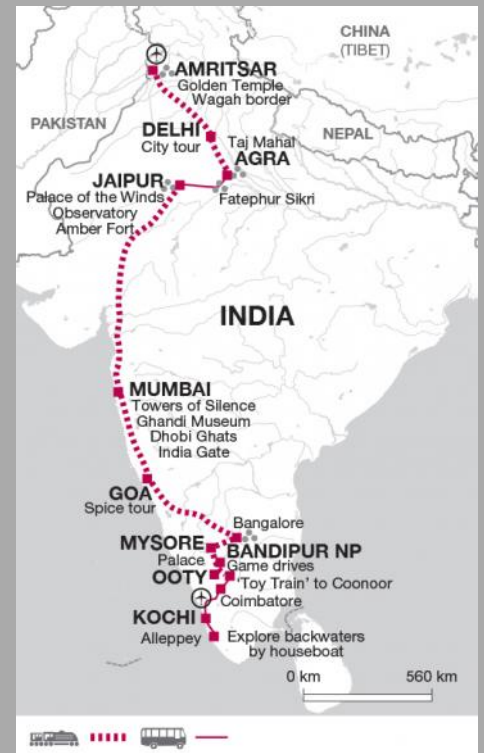 CHINA
(TIBET)
AMRITSAR
Golden Temple
Wagah border
PAKISTAN
DELHI
City tour
NEPAL
Taj Mahal
AGRA
JAIPUR
Palace of the Winds
Observatory
Amber Fort
Fatephur Sikri
INDIA
MUMBAI
Towers of Silence
Ghandi Museum
Dhobi Ghats
India Gate
GOA
Spice tour
Bangalore
MYSORE
Palace
BANDIPUR NP
Game drives
OOTY
'Toy Train' to Coonoor
Coimbatore
KOCHI
Alleppey
Explore backwaters
by houseboat
0 km 560 km